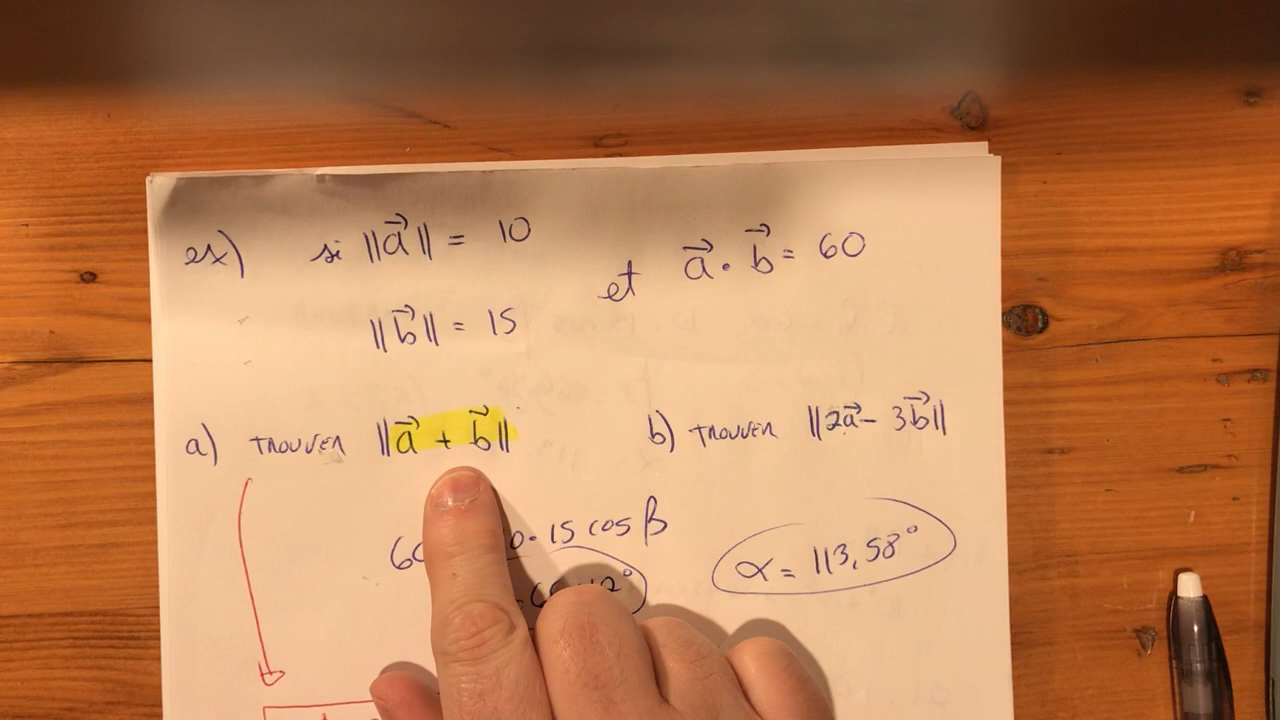 ex) si ||a⃗|| = 10 et a⃗ · b⃗ = 60
||b⃗|| = 15
a) TROUVER ||a⃗ + b⃗|| b) TROUVER ||2a⃗ - 3b⃗||
15 cos β
α = 113,58°